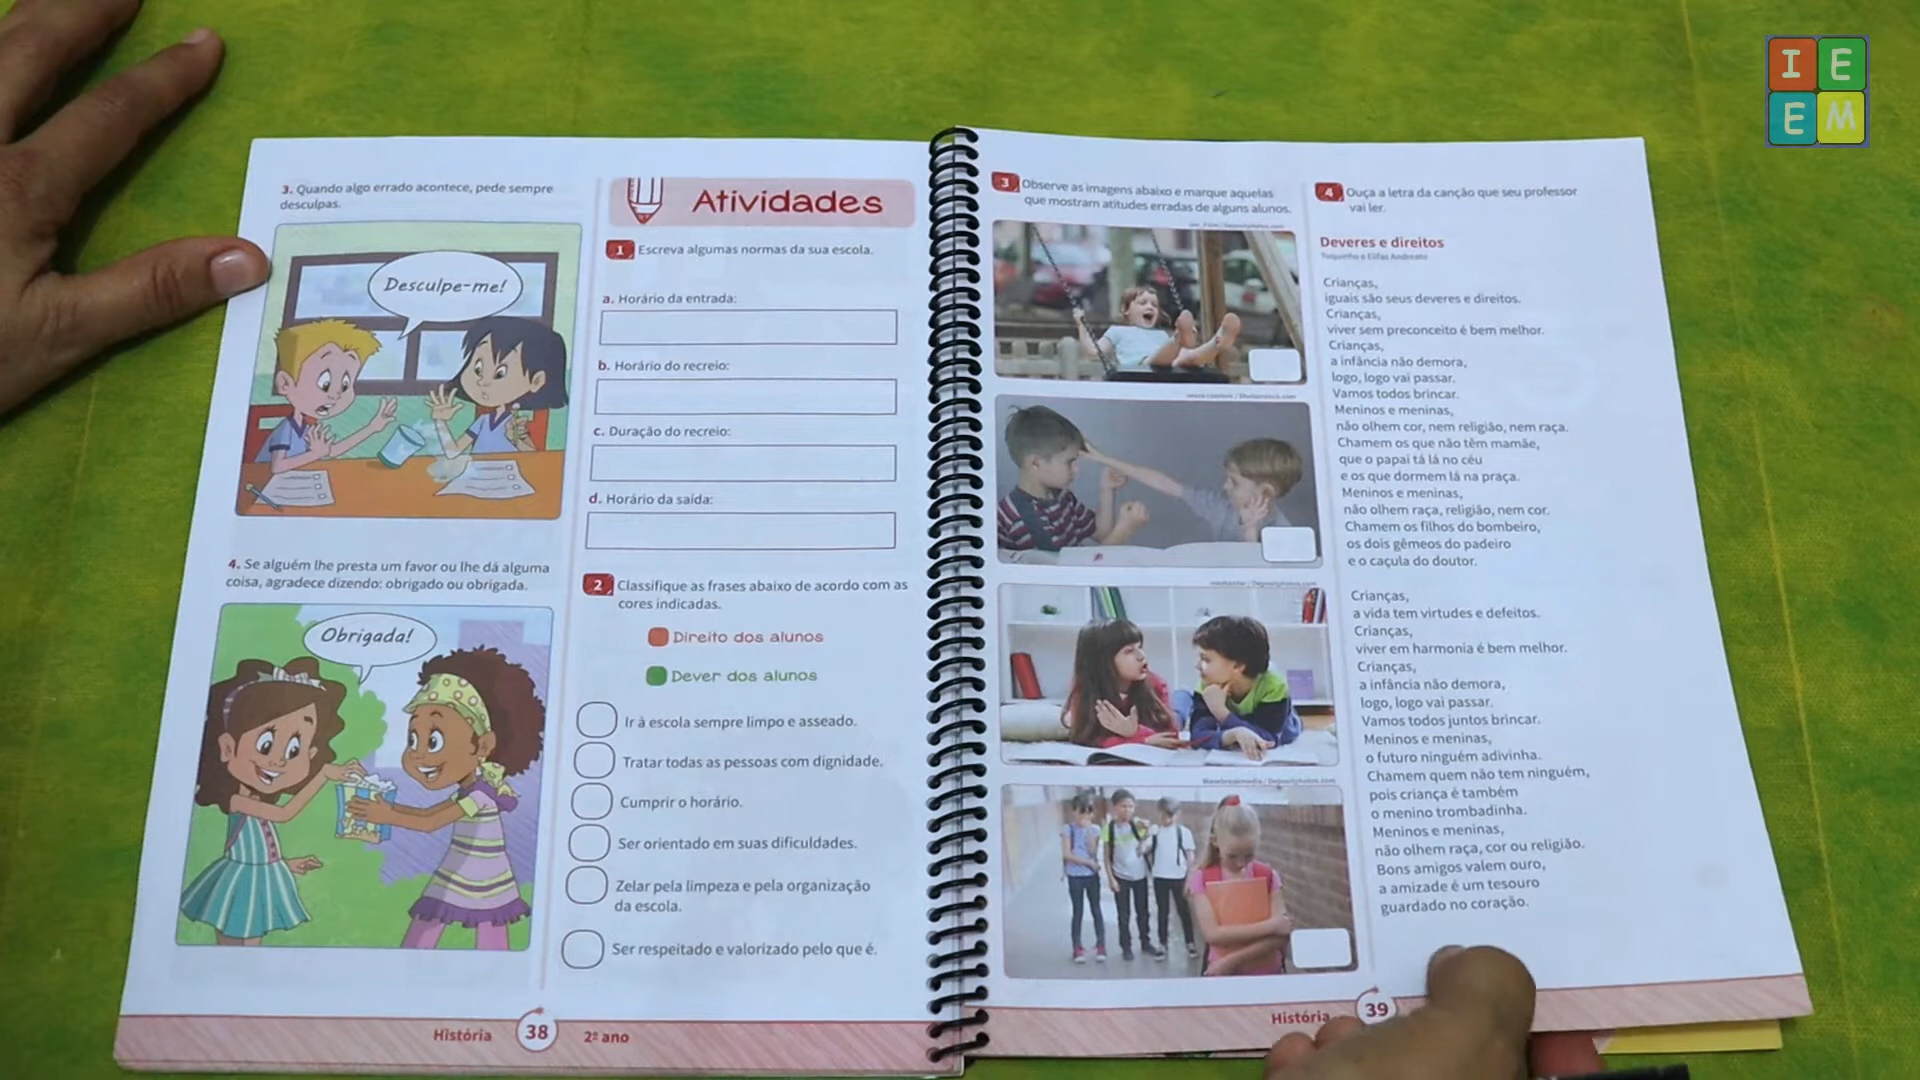 I E
E M
3. Quando algo errado acontece, pede sempre
desculpas.
Desculpe-me!
4. Se alguém lhe presta um favor ou lhe dá alguma
coisa, agradece dizendo: obrigado ou obrigada.
Obrigada!
Atividades
1 Escreva algumas normas da sua escola.
a. Horário da entrada:
b. Horário do recreio:
c. Duração do recreio:
d. Horário da saída:
2 Classifique as frases abaixo de acordo com as
cores indicadas.
Direito dos alunos
Dever dos alunos
Ir à escola sempre limpo e asseado.
Tratar todas as pessoas com dignidade.
Cumprir o horário.
Ser orientado em suas dificuldades.
Zelar pela limpeza e pela organização
da escola.
Ser respeitado e valorizado pelo que é.
História 38 2º ano
3 Observe as imagens abaixo e marque aquelas
que mostram atitudes erradas de alguns alunos.
4 Ouça a letra da canção que seu professor
vai ler.
Deveres e direitos
Toquinho e Elifas Andreato
Crianças,
iguais são seus deveres e direitos.
Crianças,
viver sem preconceito é bem melhor.
Crianças,
a infância não demora,
logo, logo vai passar.
Vamos todos brincar.
Meninos e meninas,
não olhem cor, nem religião, nem raça.
Chamem os que não têm mamãe,
que o papai tá lá no céu
e os que dormem lá na praça.
Meninos e meninas,
não olhem raça, religião, nem cor.
Chamem os filhos do bombeiro,
os dois gêmeos do padeiro
e o caçula do doutor.
Crianças,
a vida tem virtudes e defeitos.
Crianças,
viver em harmonia é bem melhor.
Crianças,
a infância não demora,
logo, logo vai passar.
Vamos todos juntos brincar.
Meninos e meninas,
o futuro ninguém adivinha.
Chamem quem não tem ninguém,
pois criança é também
o menino trombadinha.
Meninos e meninas,
não olhem raça, cor ou religião.
Bons amigos valem ouro,
a amizade é um tesouro
guardado no coração.
História 39